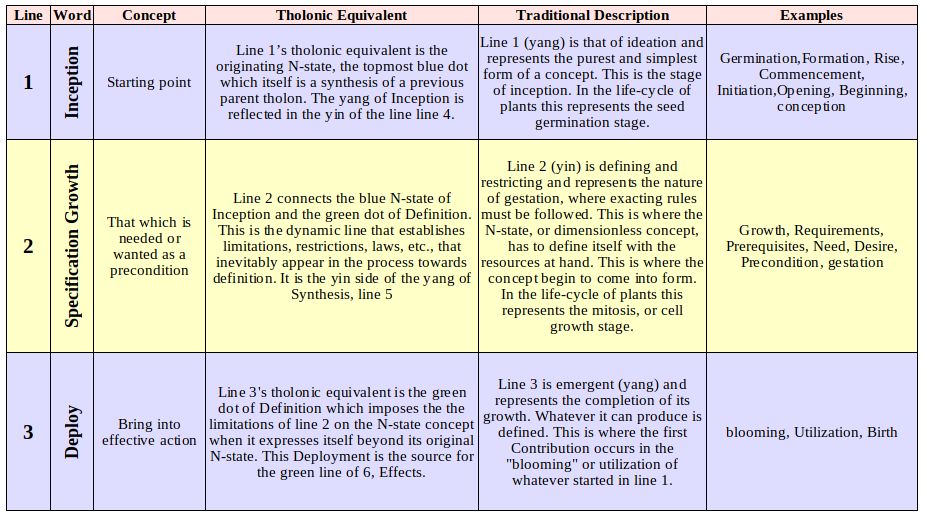 Line Word Concept Tholonic Equivalent Traditional Description Examples
1
Inception
Starting point
Line 1’s tholonic equivalent is the
originating N-state, the topmost blue dot
which itself is a synthesis of a previous
parent tholon. The yang of Inception is
reflected in the yin of the line line 4.
Line 1 (yang) is that of ideation and
represents the purest and simplest
form of a concept. This is the stage
of inception. In the life-cycle of
plants this represents the seed
germination stage.
Germination,Formation, Rise,
Commencement,
Initiation,Opening, Beginning,
conception
2
Specification Growth
That which is
needed or
wanted as a
precondition
Line 2 connects the blue N-state of
Inception and the green dot of Definition.
This is the dynamic line that establishes
limitations, restrictions, laws, etc., that
inevitably appear in the process towards
definition. It is the yin side of the yang of
Synthesis, line 5
Line 2 (yin) is defining and
restricting and represents the nature
of gestation, where exacting rules
must be followed. This is where the
N-state, or dimensionless concept,
has to define itself with the
resources at hand. This is where the
concept begin to come into form.
In the life-cycle of plants this
represents the mitosis, or cell
growth stage.
Growth, Requirements,
Prerequisites, Need, Desire,
Precondition, gestation
3
Deploy
Bring into
effective action
Line 3's tholonic equivalent is the green
dot of Definition which imposes the the
limitations of line 2 on the N-state concept
when it expresses itself beyond its original
N-state. This Deployment is the source for
the green line of 6, Effects.
Line 3 is emergent (yang) and
represents the completion of its
growth. Whatever it can produce is
defined. This is where the first
Contribution occurs in the
"blooming" or utilization of
whatever started in line 1.
blooming, Utilization, Birth